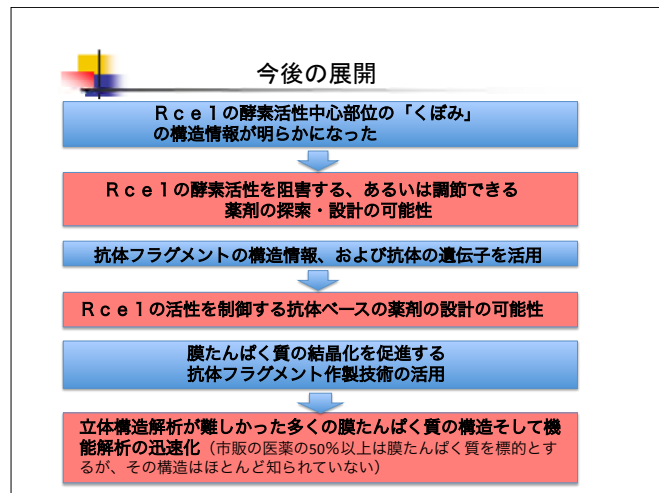 今後の展開
Ｒｃｅ１の酵素活性中心部位の「くぼみ」
の構造情報が明らかになった
Ｒｃｅ１の酵素活性を阻害する、あるいは調節できる
薬剤の探索・設計の可能性
抗体フラグメントの構造情報、および抗体の遺伝子を活用
Ｒｃｅ１の活性を制御する抗体ベースの薬剤の設計の可能性
膜たんぱく質の結晶化を促進する
抗体フラグメント作製技術の活用
立体構造解析が難しかった多くの膜たんぱく質の構造そして機
能解析の迅速化（市販の医薬の50％以上は膜たんぱく質を標的とす
るが、その構造はほとんど知られていない）